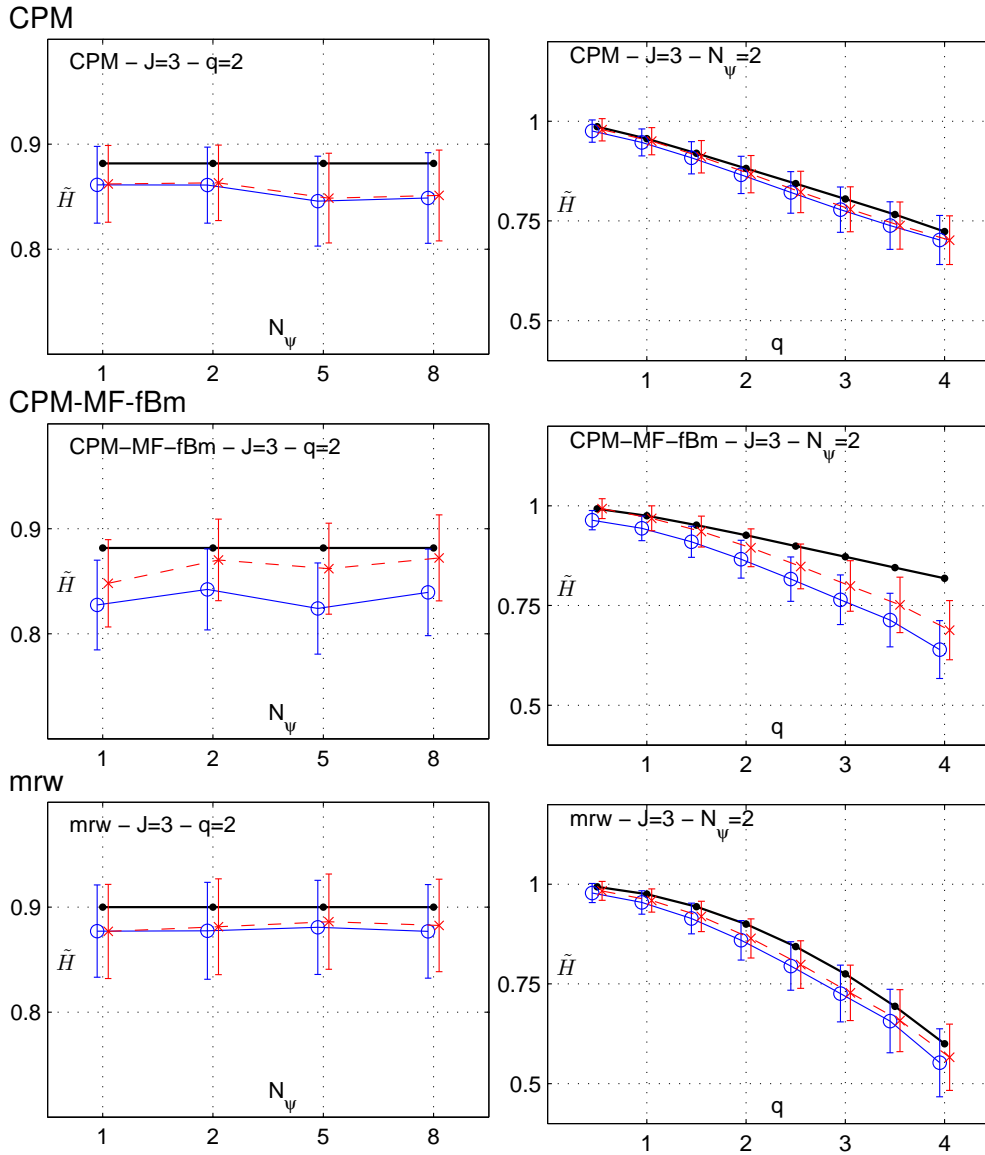 CPM
CPM – J=3 – q=2
0.9
H̃
0.8
N_ψ
1 2 5 8
CPM – J=3 – N_ψ=2
1
0.75
H̃
0.5
q
1 2 3 4
CPM-MF-fBm
CPM–MF–fBm – J=3 – q=2
0.9
H̃
0.8
N_ψ
1 2 5 8
CPM–MF–fBm – J=3 – N_ψ=2
1
0.75
H̃
0.5
q
1 2 3 4
mrw
mrw – J=3 – q=2
0.9
H̃
0.8
N_ψ
1 2 5 8
mrw – J=3 – N_ψ=2
1
0.75
H̃
0.5
q
1 2 3 4